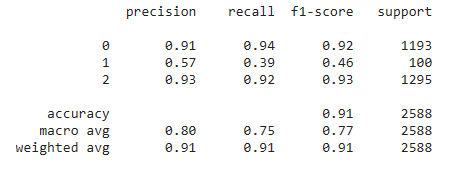 precision recall f1-score support
0 0.91 0.94 0.92 1193
1 0.57 0.39 0.46 100
2 0.93 0.92 0.93 1295
accuracy 0.91 2588
macro avg 0.80 0.75 0.77 2588
weighted avg 0.91 0.91 0.91 2588